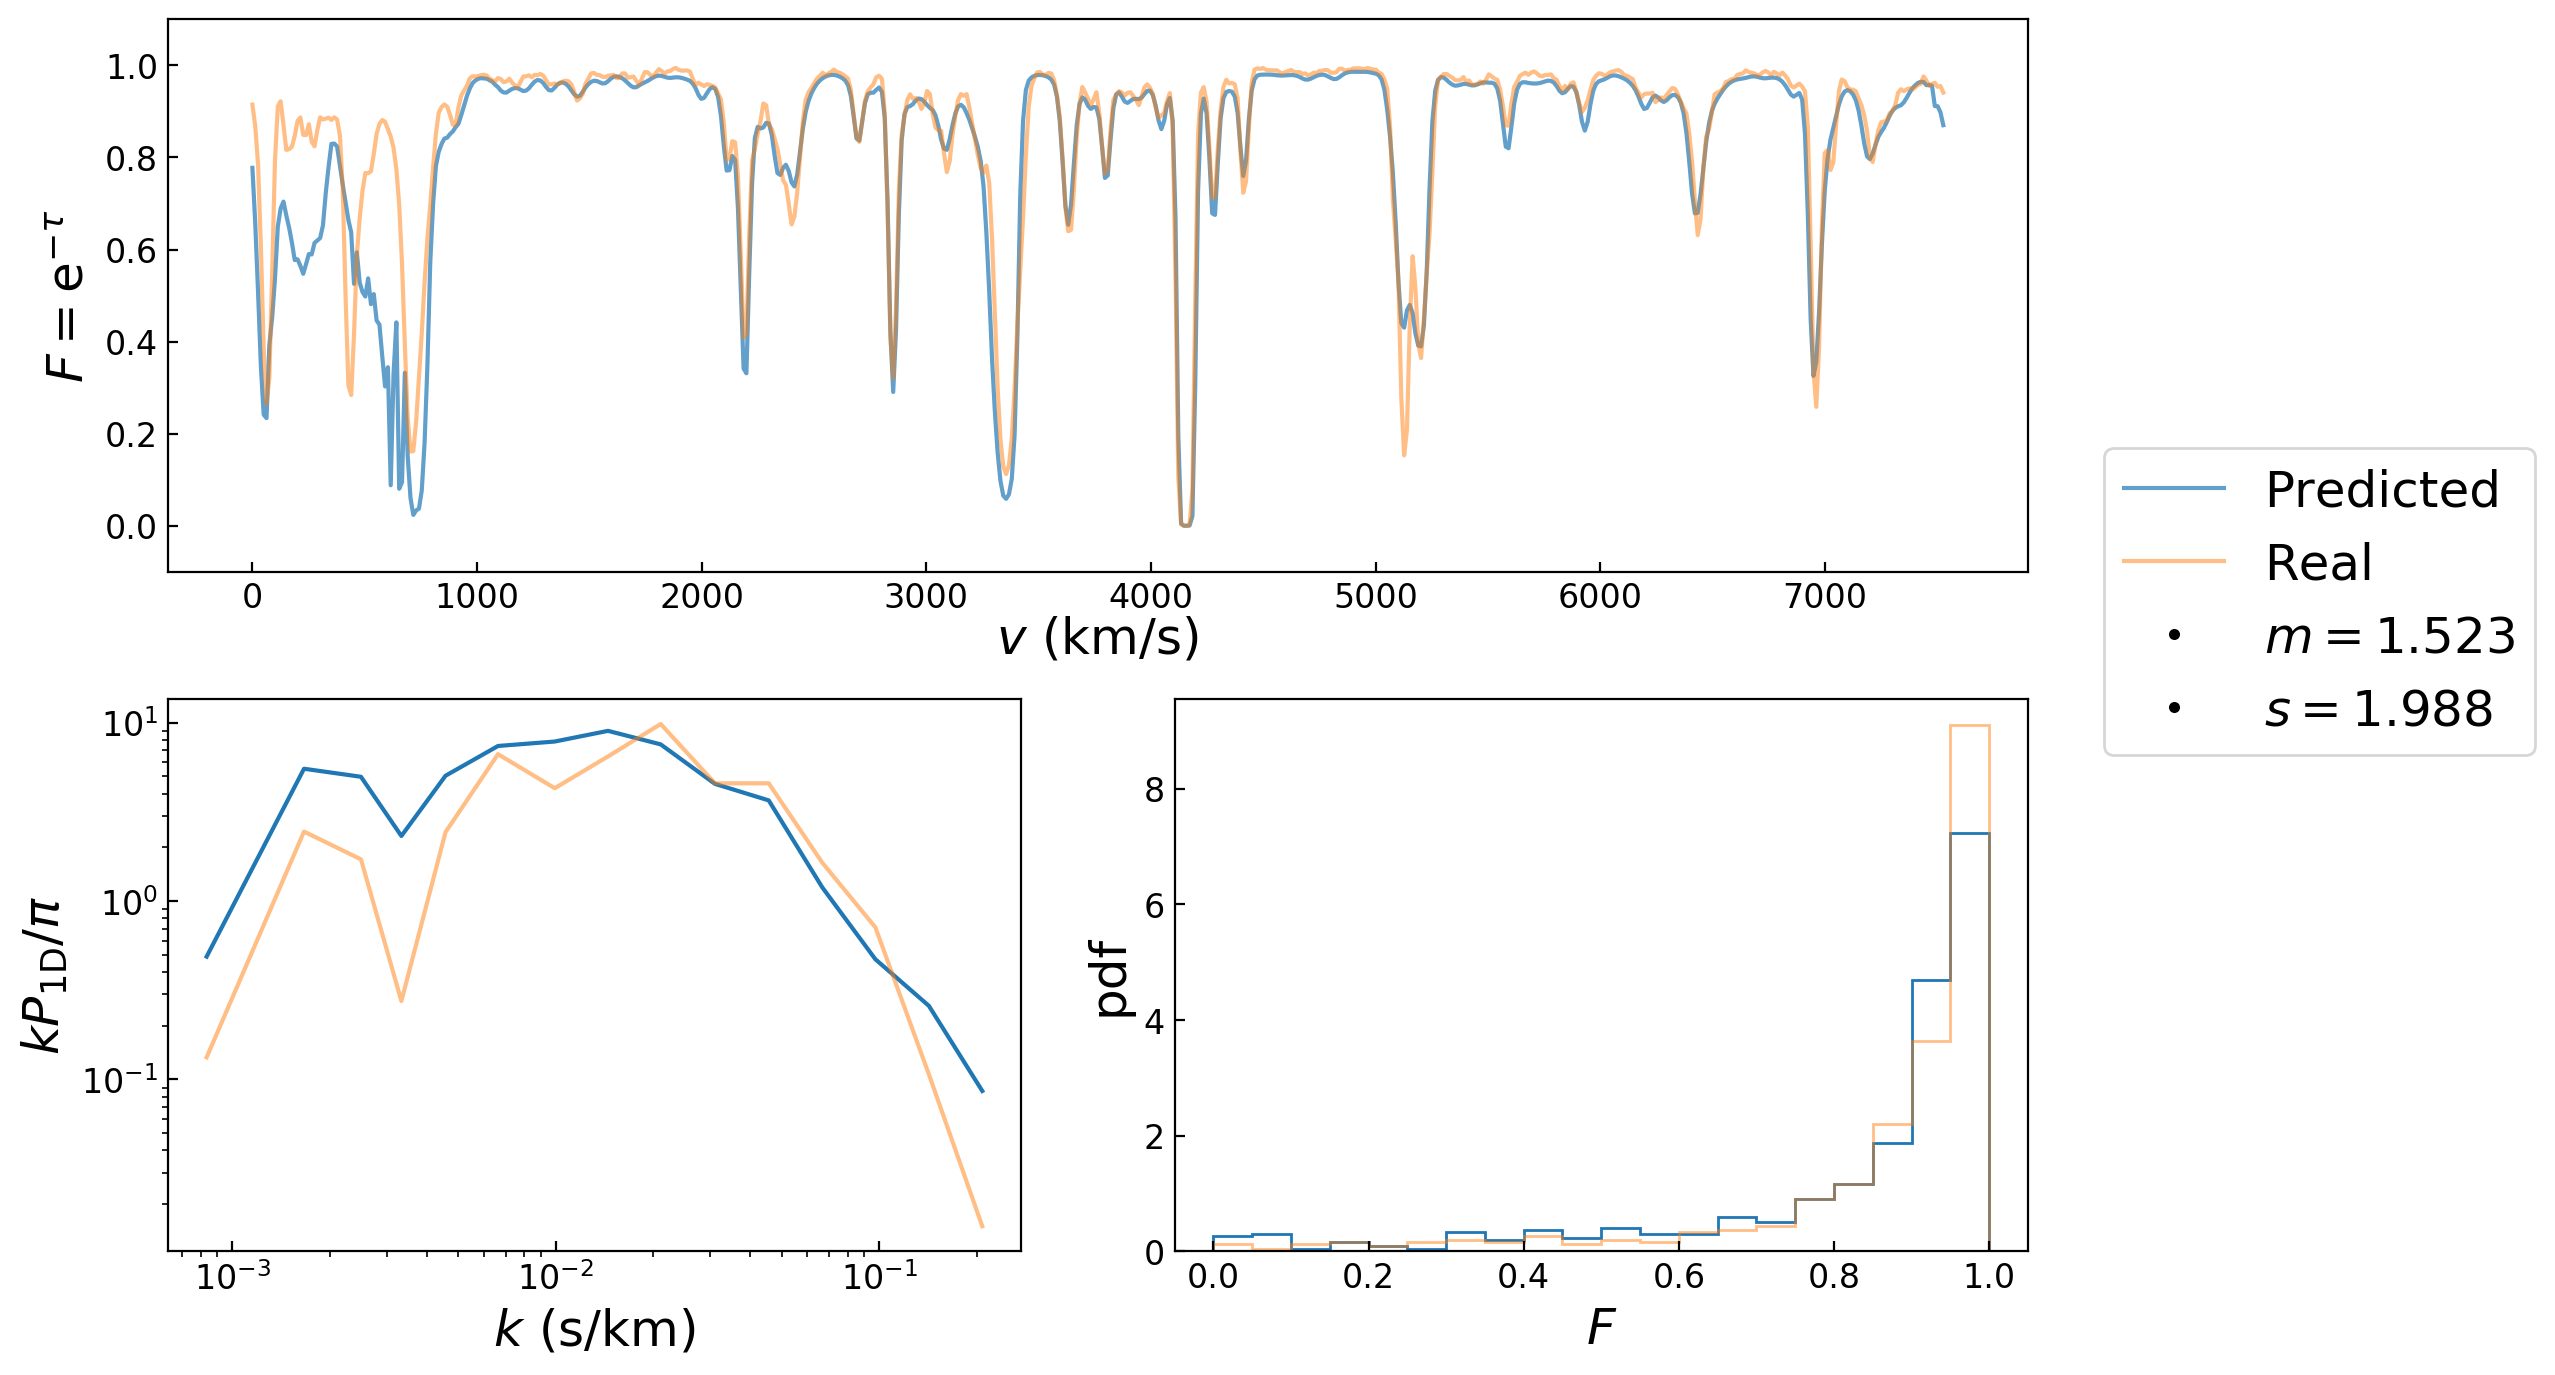 1.0
0.8
0.6
0.4
0.2
0.0
F = e^{−τ}
0 1000 2000 3000 4000 5000 6000 7000
v (km/s)
Predicted
Real
m = 1.523
s = 1.988
10^1
10^0
10^{−1}
kP_{1D}/π
10^{−3} 10^{−2} 10^{−1}
k (s/km)
8
6
4
2
0
pdf
0.0 0.2 0.4 0.6 0.8 1.0
F